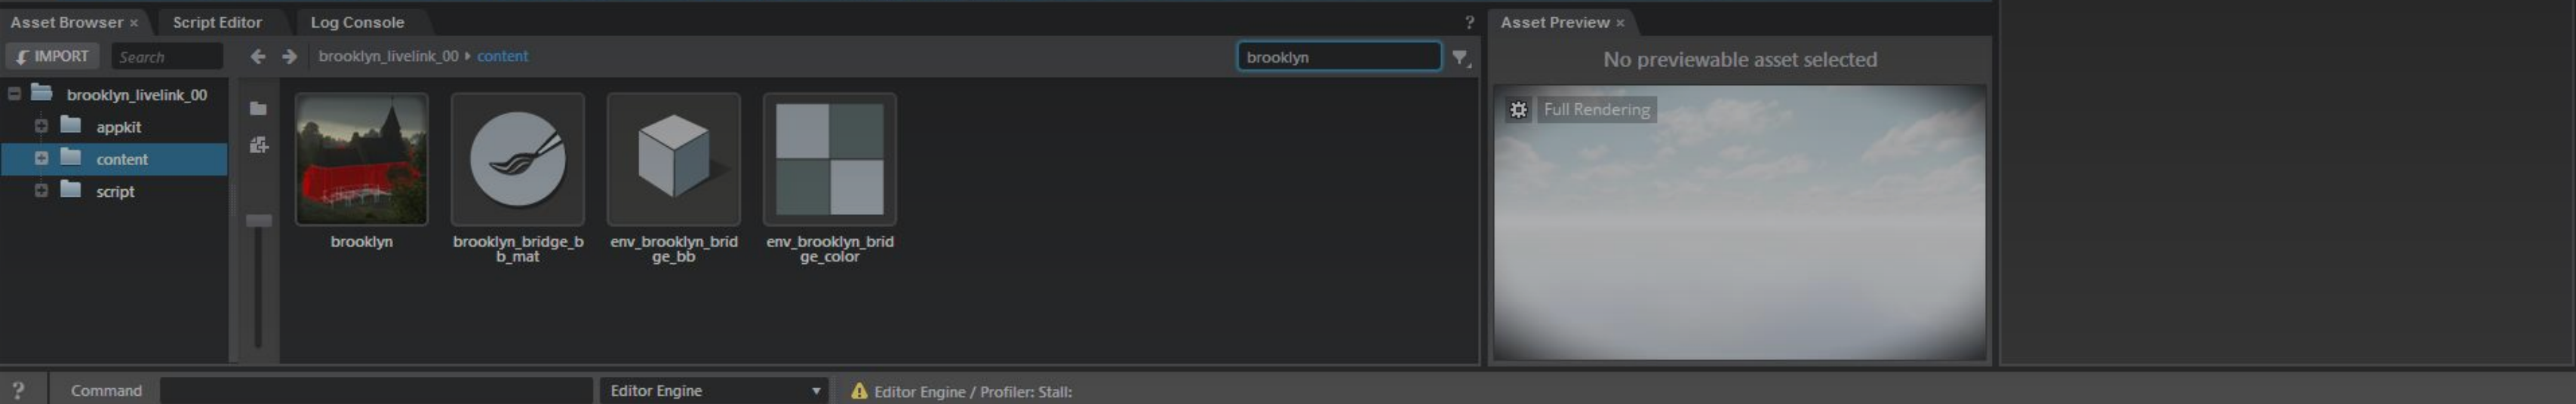 Asset Browser × Script Editor Log Console ?
Asset Preview ×
IMPORT Search brooklyn_livelink_00 content brooklyn
No previewable asset selected
brooklyn_livelink_00
appkit
content
script
brooklyn
brooklyn_bridge_b
b_mat
env_brooklyn_brid
ge_bb
env_brooklyn_brid
ge_color
Full Rendering
? Command Editor Engine Editor Engine / Profiler: Stall: